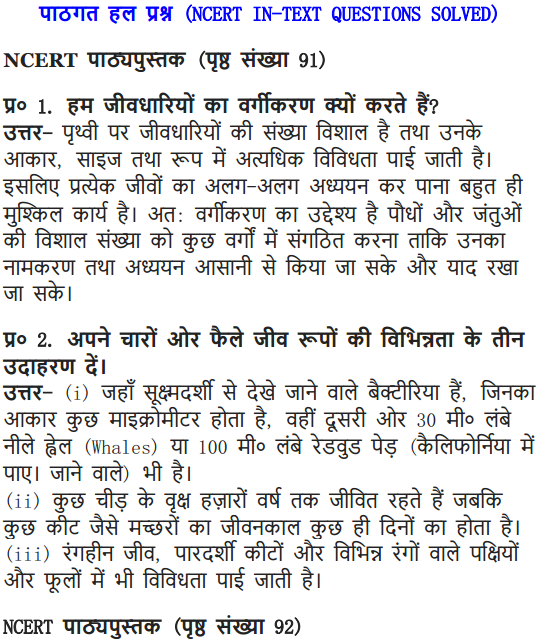 पाठगत हल प्रश्न (NCERT IN-TEXT QUESTIONS SOLVED)
NCERT पाठ्यपुस्तक (पृष्ठ संख्या 91)
प्र० 1. हम जीवधारियों का वर्गीकरण क्यों करते हैं?
उत्तर- पृथ्वी पर जीवधारियों की संख्या विशाल है तथा उनके
आकार, साइज तथा रूप में अत्यधिक विविधता पाई जाती है।
इसलिए प्रत्येक जीवों का अलग-अलग अध्ययन कर पाना बहुत ही
मुश्किल कार्य है। अत: वर्गीकरण का उद्देश्य है पौधों और जंतुओं
की विशाल संख्या को कुछ वर्गों में संगठित करना ताकि उनका
नामकरण तथा अध्ययन आसानी से किया जा सके और याद रखा
जा सके।
प्र० 2. अपने चारों ओर फैले जीव रूपों की विभिन्नता के तीन
उदाहरण दें।
उत्तर- (i) जहाँ सूक्ष्मदर्शी से देखे जाने वाले बैक्टीरिया हैं, जिनका
आकार कुछ माइक्रोमीटर होता है, वहीं दूसरी ओर 30 मी० लंबे
नीले ह्वेल (Whales) या 100 मी० लंबे रेडवुड पेड़ (कैलिफोर्निया में
पाए। जाने वाले) भी है।
(ii) कुछ चीड़ के वृक्ष हज़ारों वर्ष तक जीवित रहते हैं जबकि
कुछ कीट जैसे मच्छरों का जीवनकाल कुछ ही दिनों का होता है।
(iii) रंगहीन जीव, पारदर्शी कीटों और विभिन्न रंगों वाले पक्षियों
और फूलों में भी विविधता पाई जाती है।
NCERT पाठ्यपुस्तक (पृष्ठ संख्या 92)